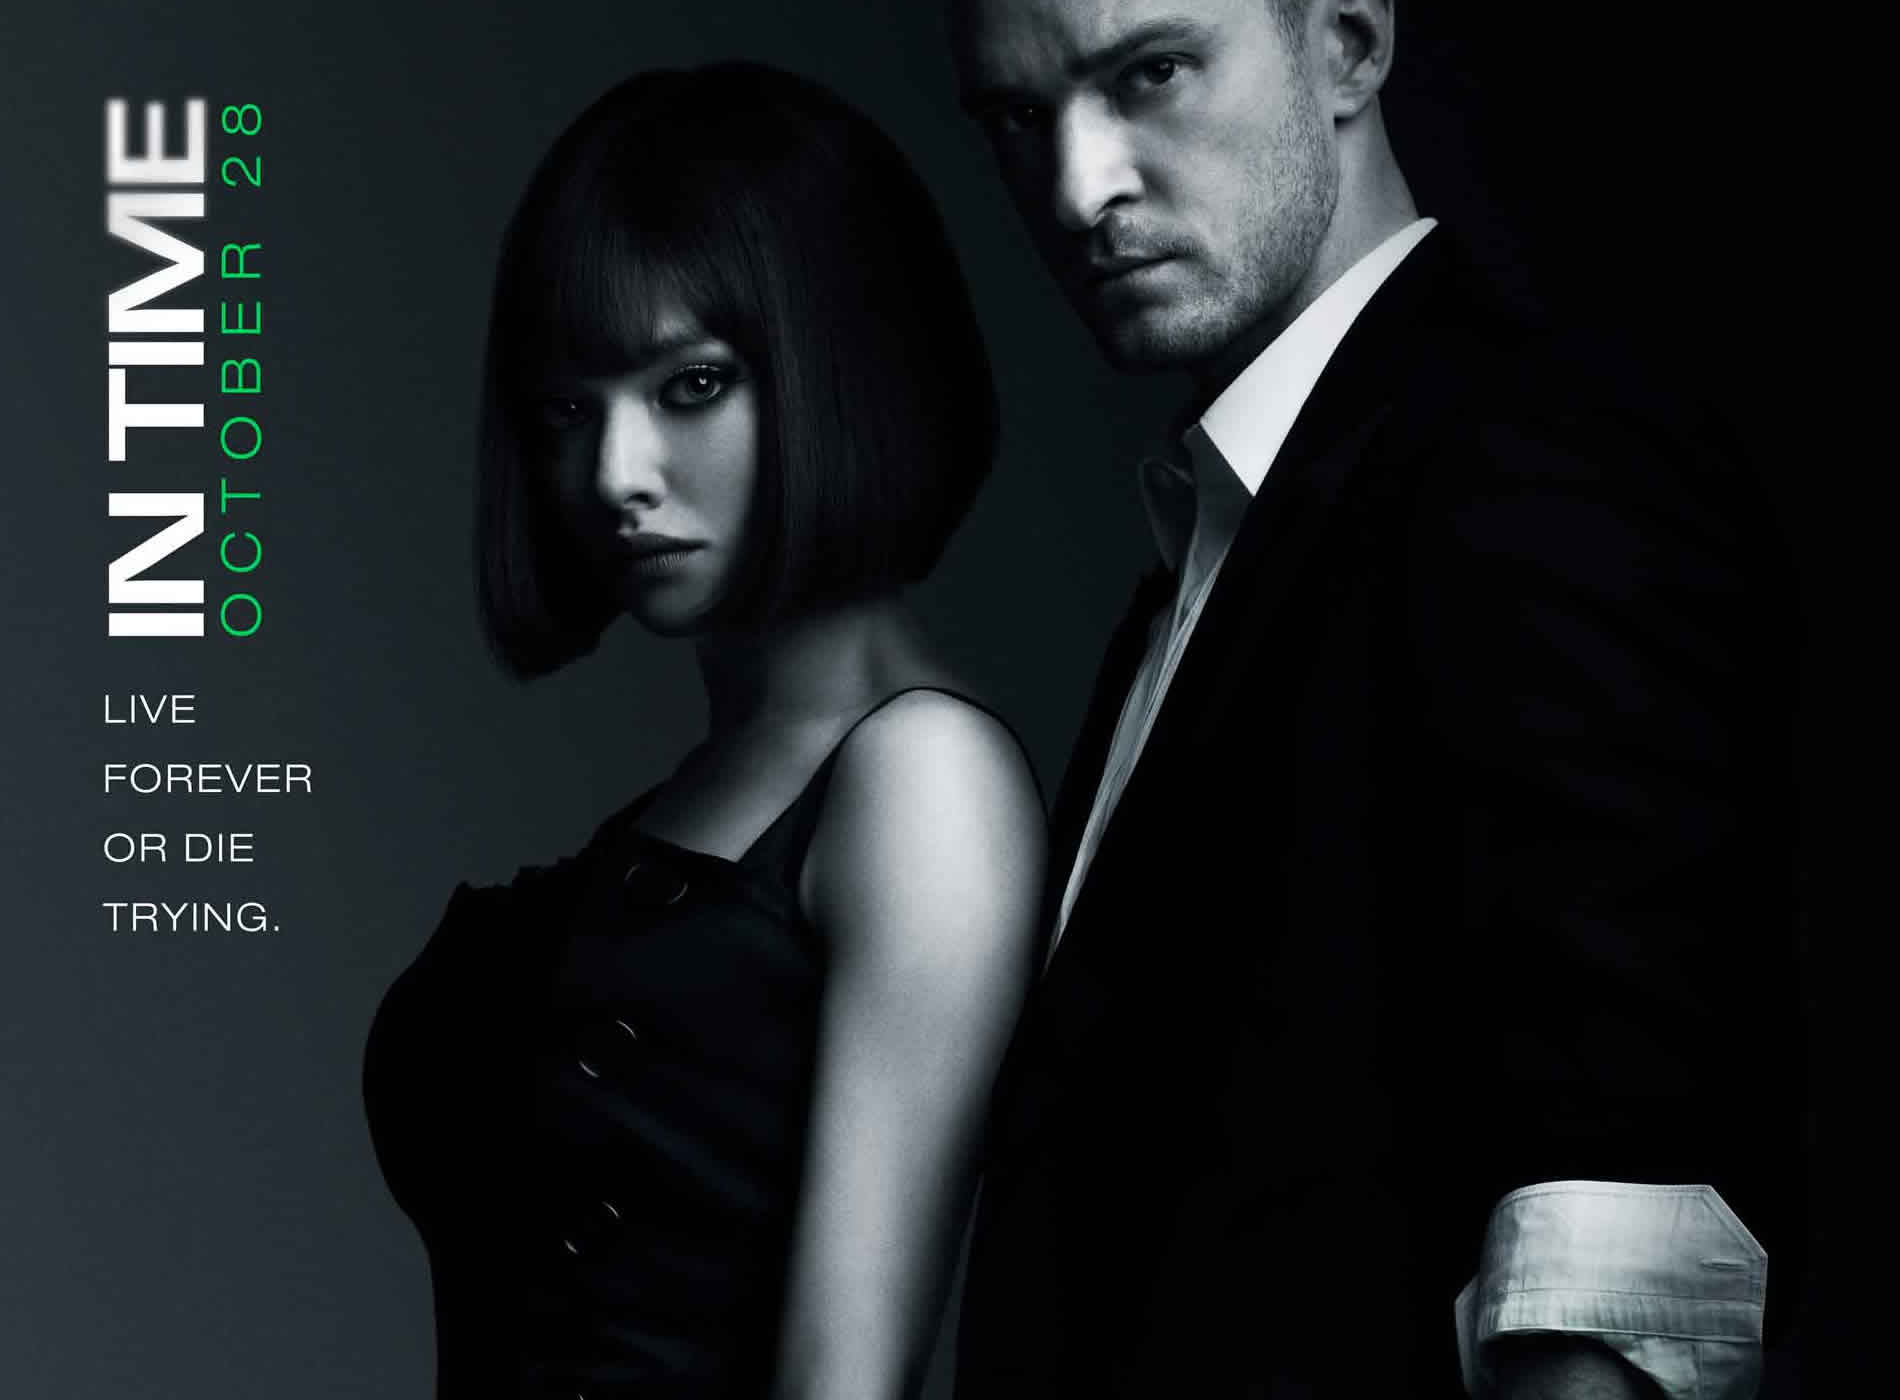 IN TIME
OCTOBER 28
LIVE
FOREVER
OR DIE
TRYING.